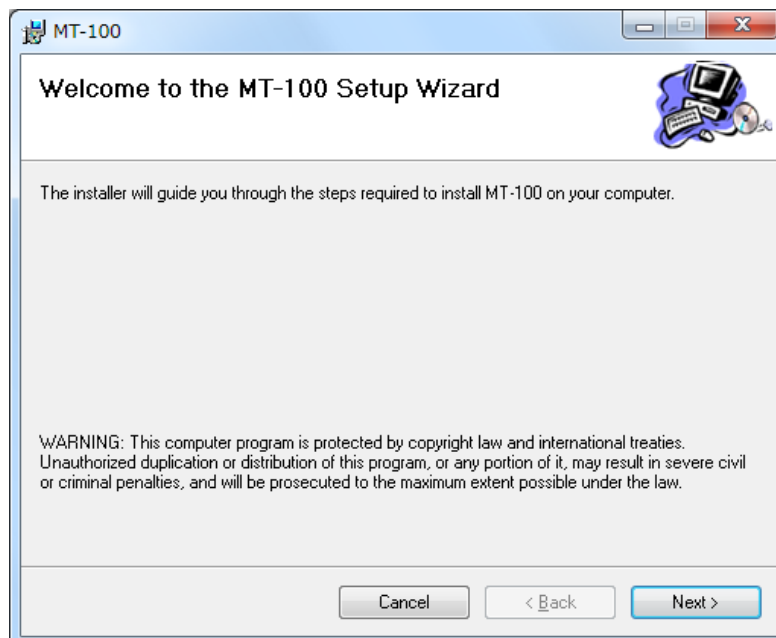 MT-100
Welcome to the MT-100 Setup Wizard
The installer will guide you through the steps required to install MT-100 on your computer.
WARNING: This computer program is protected by copyright law and international treaties.
Unauthorized duplication or distribution of this program, or any portion of it, may result in severe civil
or criminal penalties, and will be prosecuted to the maximum extent possible under the law.
Cancel
< Back
Next >